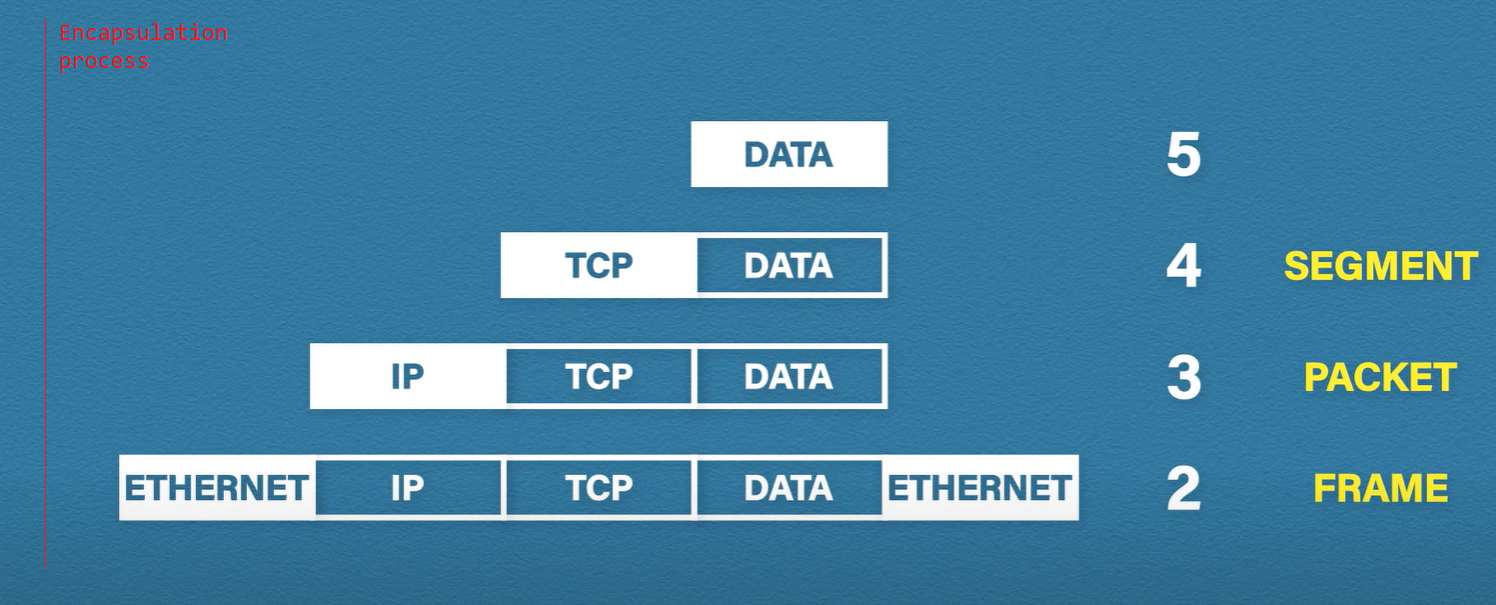 Encapsulation
process
DATA 5
TCP DATA 4 SEGMENT
IP TCP DATA 3 PACKET
ETHERNET IP TCP DATA ETHERNET 2 FRAME